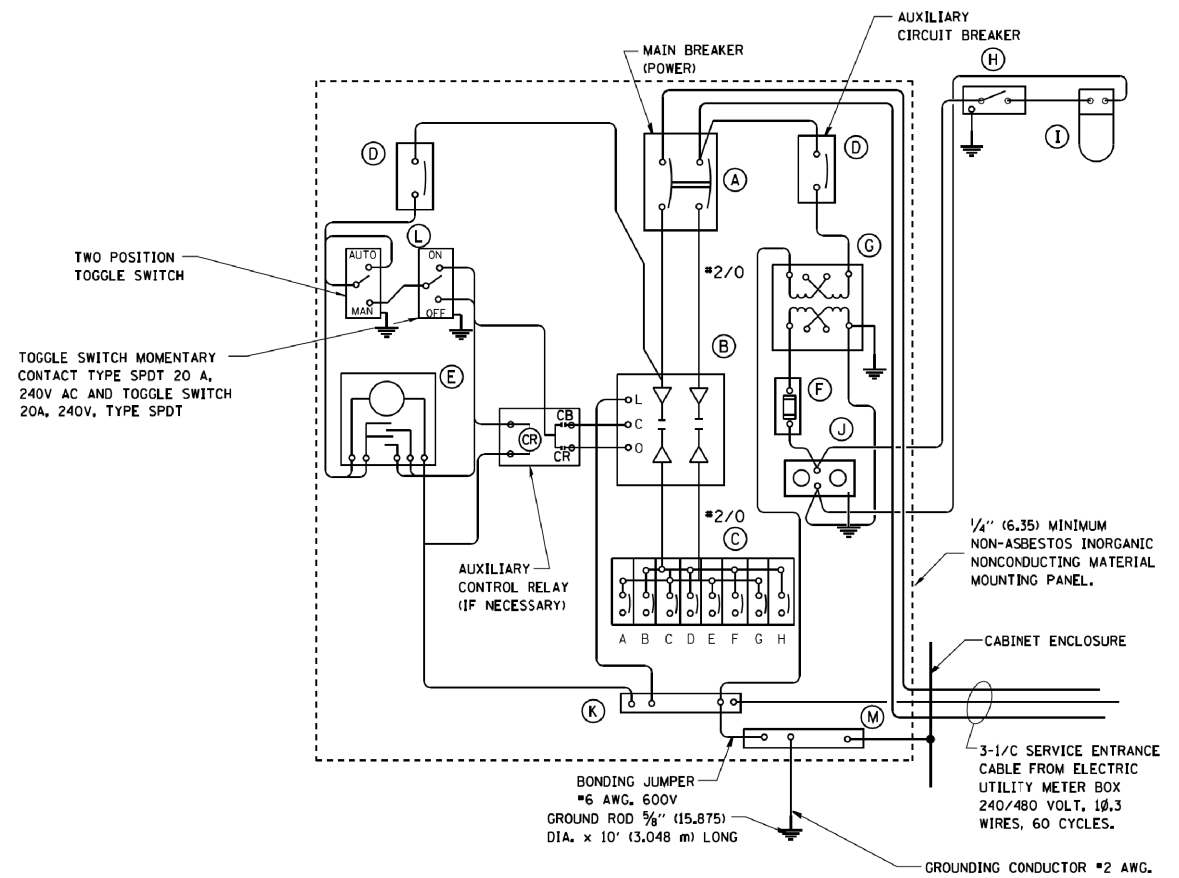 AUXILIARY
CIRCUIT BREAKER
MAIN BREAKER
(POWER)
H
I
D
A
D
L
G
TWO POSITION
TOGGLE SWITCH
AUTO
MAN
ON
OFF
#2/0
TOGGLE SWITCH MOMENTARY
CONTACT TYPE SPDT 20 A,
240V AC AND TOGGLE SWITCH
20A, 240V, TYPE SPDT
E
B
F
L
C
O
CB
CR
CR
J
#2/0
C
AUXILIARY
CONTROL RELAY
(IF NECESSARY)
1/4" (6.35) MINIMUM
NON-ASBESTOS INORGANIC
NONCONDUCTING MATERIAL
MOUNTING PANEL.
A B C D E F G H
CABINET ENCLOSURE
K
M
3-1/C SERVICE ENTRANCE
CABLE FROM ELECTRIC
UTILITY METER BOX
240/480 VOLT, 1Ø,3
WIRES, 60 CYCLES.
BONDING JUMPER
#6 AWG. 600V
GROUND ROD 5/8" (15.875)
DIA. x 10' (3.048 m) LONG
GROUNDING CONDUCTOR #2 AWG.